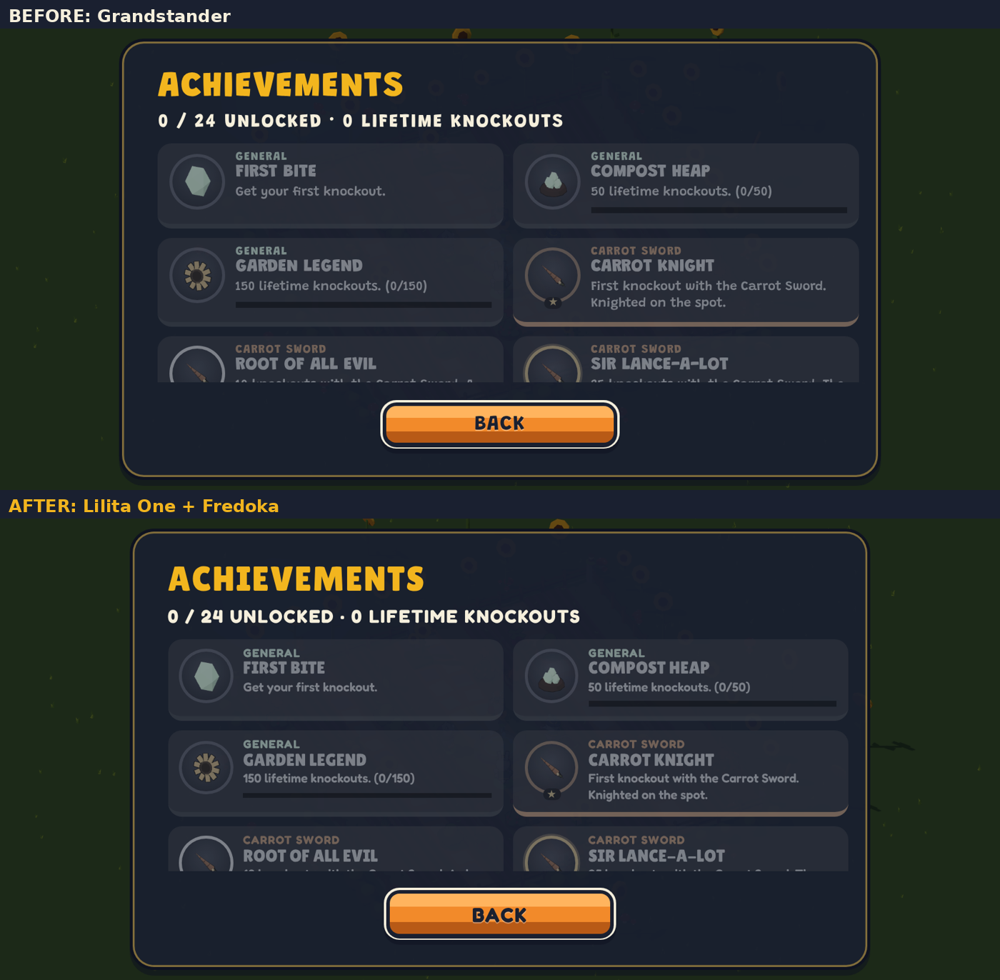 BEFORE: Grandstander
ACHIEVEMENTS
0 / 24 UNLOCKED · 0 LIFETIME KNOCKOUTS
GENERAL
FIRST BITE
Get your first knockout.
GENERAL
COMPOST HEAP
50 lifetime knockouts. (0/50)
GENERAL
GARDEN LEGEND
150 lifetime knockouts. (0/150)
CARROT SWORD
CARROT KNIGHT
First knockout with the Carrot Sword.
Knighted on the spot.
CARROT SWORD
ROOT OF ALL EVIL
CARROT SWORD
SIR LANCE-A-LOT
BACK
AFTER: Lilita One + Fredoka
ACHIEVEMENTS
0 / 24 UNLOCKED · 0 LIFETIME KNOCKOUTS
GENERAL
FIRST BITE
Get your first knockout.
GENERAL
COMPOST HEAP
50 lifetime knockouts. (0/50)
GENERAL
GARDEN LEGEND
150 lifetime knockouts. (0/150)
CARROT SWORD
CARROT KNIGHT
First knockout with the Carrot Sword.
Knighted on the spot.
CARROT SWORD
ROOT OF ALL EVIL
CARROT SWORD
SIR LANCE-A-LOT
BACK